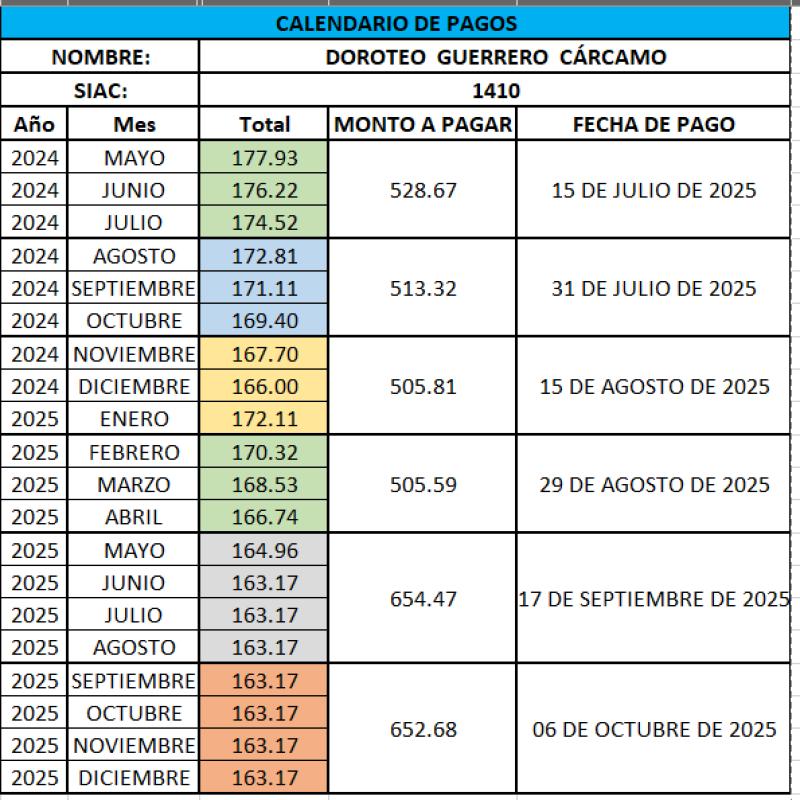 CALENDARIO DE PAGOS
NOMBRE: DOROTEO GUERRERO CÁRCAMO
SIAC: 1410
Año Mes Total MONTO A PAGAR FECHA DE PAGO
2024 MAYO 177.93
2024 JUNIO 176.22 528.67 15 DE JULIO DE 2025
2024 JULIO 174.52
2024 AGOSTO 172.81
2024 SEPTIEMBRE 171.11 513.32 31 DE JULIO DE 2025
2024 OCTUBRE 169.40
2024 NOVIEMBRE 167.70
2024 DICIEMBRE 166.00 505.81 15 DE AGOSTO DE 2025
2025 ENERO 172.11
2025 FEBRERO 170.32
2025 MARZO 168.53 505.59 29 DE AGOSTO DE 2025
2025 ABRIL 166.74
2025 MAYO 164.96
2025 JUNIO 163.17
654.47 17 DE SEPTIEMBRE DE 2025
2025 JULIO 163.17
2025 AGOSTO 163.17
2025 SEPTIEMBRE 163.17
2025 OCTUBRE 163.17
652.68 06 DE OCTUBRE DE 2025
2025 NOVIEMBRE 163.17
2025 DICIEMBRE 163.17